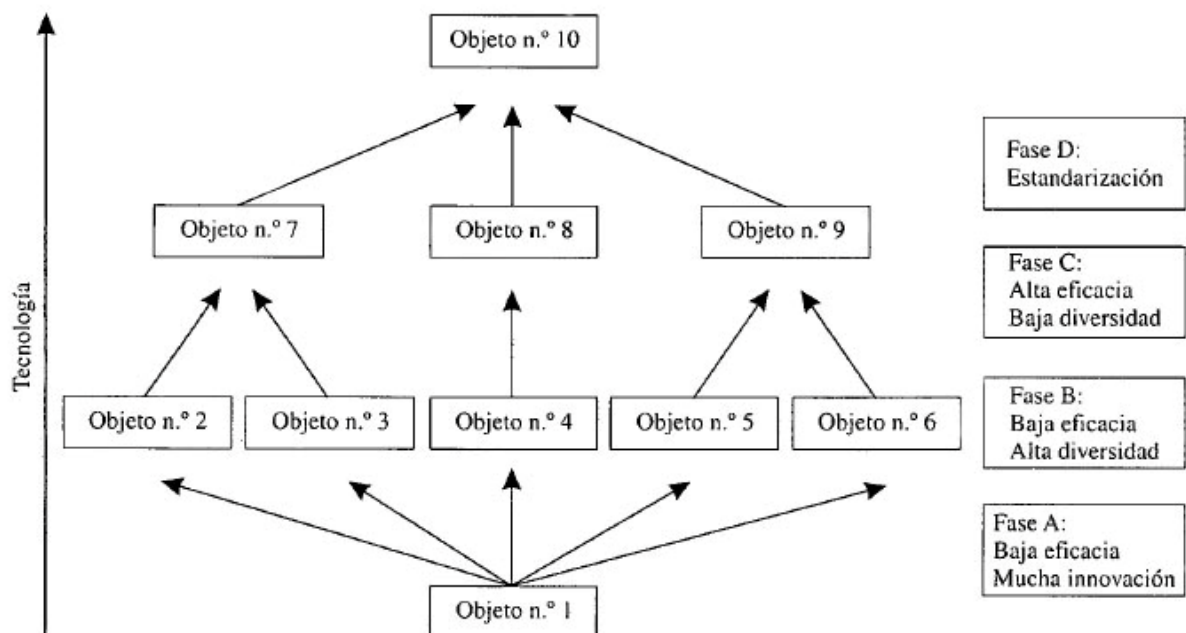 Objeto n.º 10
Fase D:
Estandarización
Objeto n.º 7
Objeto n.º 8
Objeto n.º 9
Fase C:
Alta eficacia
Baja diversidad
Tecnología
Objeto n.º 2
Objeto n.º 3
Objeto n.º 4
Objeto n.º 5
Objeto n.º 6
Fase B:
Baja eficacia
Alta diversidad
Fase A:
Baja eficacia
Mucha innovación
Objeto n.º 1